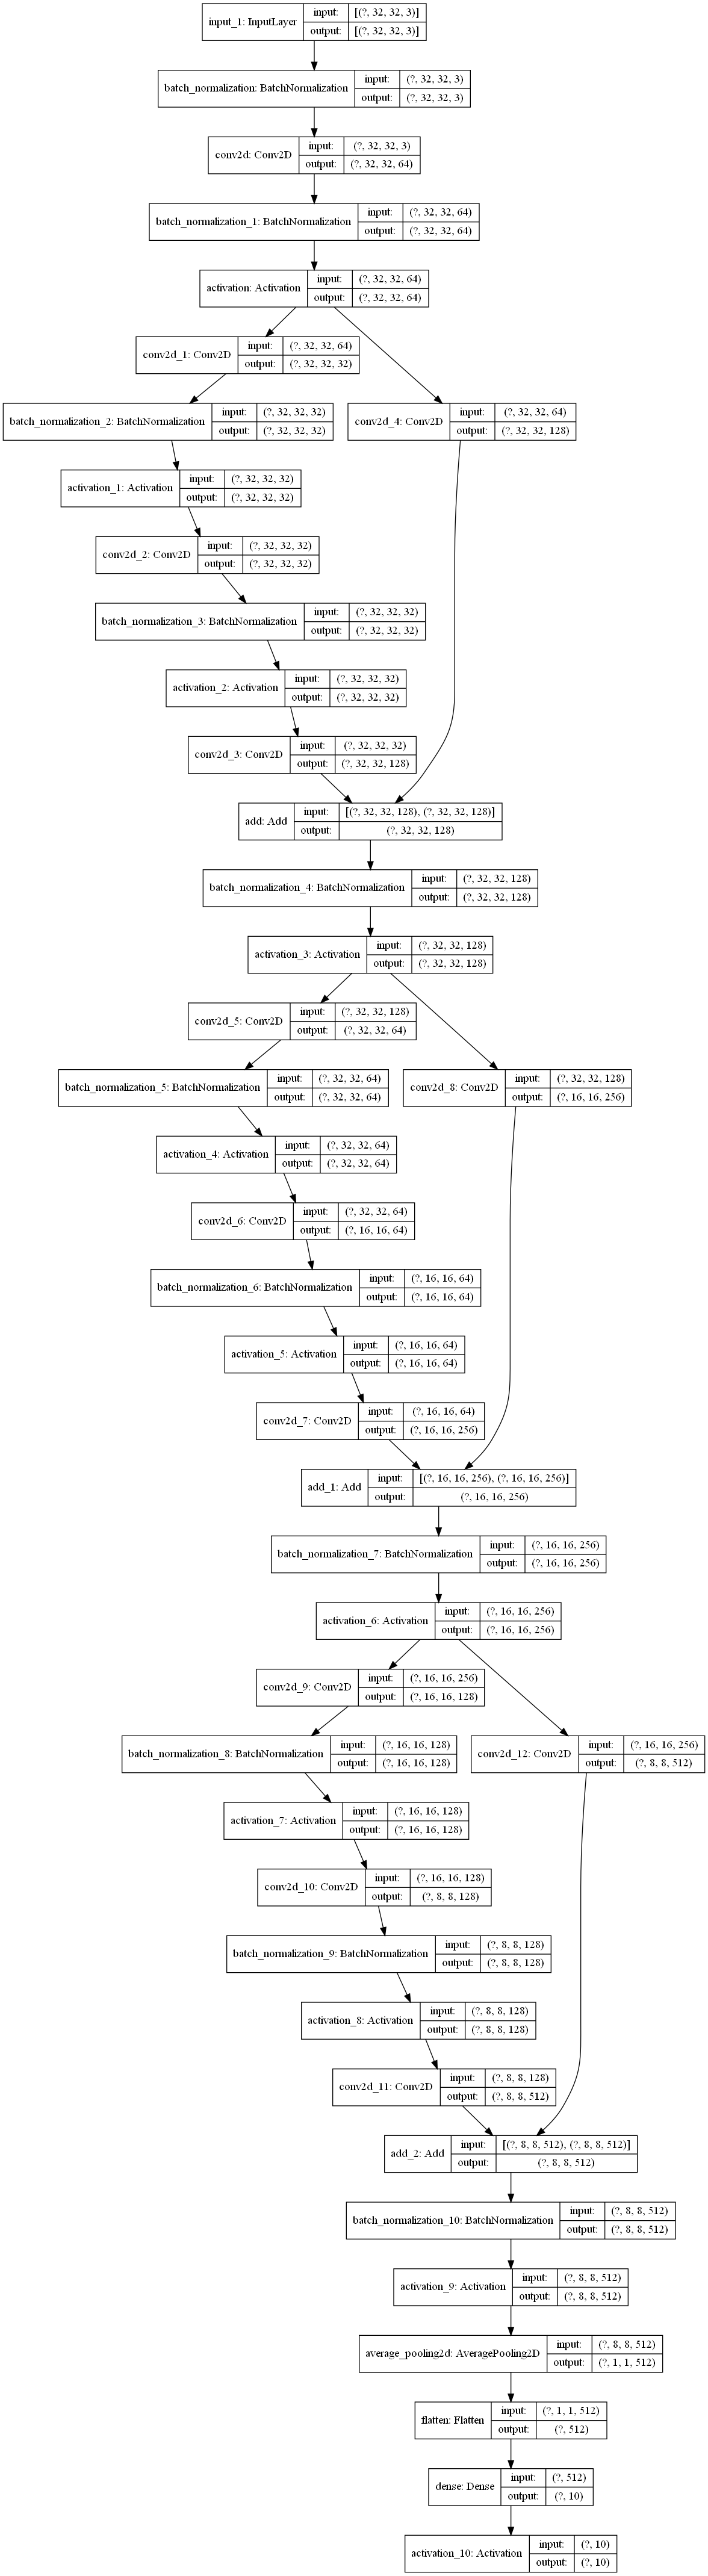 input_1: InputLayer input: [(?, 32, 32, 3)]
output: [(?, 32, 32, 3)]
batch_normalization: BatchNormalization input: (?, 32, 32, 3)
output: (?, 32, 32, 3)
conv2d: Conv2D input: (?, 32, 32, 3)
output: (?, 32, 32, 64)
batch_normalization_1: BatchNormalization input: (?, 32, 32, 64)
output: (?, 32, 32, 64)
activation: Activation input: (?, 32, 32, 64)
output: (?, 32, 32, 64)
conv2d_1: Conv2D input: (?, 32, 32, 64)
output: (?, 32, 32, 32)
batch_normalization_2: BatchNormalization input: (?, 32, 32, 32)
output: (?, 32, 32, 32)
conv2d_4: Conv2D input: (?, 32, 32, 64)
output: (?, 32, 32, 128)
activation_1: Activation input: (?, 32, 32, 32)
output: (?, 32, 32, 32)
conv2d_2: Conv2D input: (?, 32, 32, 32)
output: (?, 32, 32, 32)
batch_normalization_3: BatchNormalization input: (?, 32, 32, 32)
output: (?, 32, 32, 32)
activation_2: Activation input: (?, 32, 32, 32)
output: (?, 32, 32, 32)
conv2d_3: Conv2D input: (?, 32, 32, 32)
output: (?, 32, 32, 128)
add: Add input: [(?, 32, 32, 128), (?, 32, 32, 128)]
output: (?, 32, 32, 128)
batch_normalization_4: BatchNormalization input: (?, 32, 32, 128)
output: (?, 32, 32, 128)
activation_3: Activation input: (?, 32, 32, 128)
output: (?, 32, 32, 128)
conv2d_5: Conv2D input: (?, 32, 32, 128)
output: (?, 32, 32, 64)
batch_normalization_5: BatchNormalization input: (?, 32, 32, 64)
output: (?, 32, 32, 64)
conv2d_8: Conv2D input: (?, 32, 32, 128)
output: (?, 16, 16, 256)
activation_4: Activation input: (?, 32, 32, 64)
output: (?, 32, 32, 64)
conv2d_6: Conv2D input: (?, 32, 32, 64)
output: (?, 16, 16, 64)
batch_normalization_6: BatchNormalization input: (?, 16, 16, 64)
output: (?, 16, 16, 64)
activation_5: Activation input: (?, 16, 16, 64)
output: (?, 16, 16, 64)
conv2d_7: Conv2D input: (?, 16, 16, 64)
output: (?, 16, 16, 256)
add_1: Add input: [(?, 16, 16, 256), (?, 16, 16, 256)]
output: (?, 16, 16, 256)
batch_normalization_7: BatchNormalization input: (?, 16, 16, 256)
output: (?, 16, 16, 256)
activation_6: Activation input: (?, 16, 16, 256)
output: (?, 16, 16, 256)
conv2d_9: Conv2D input: (?, 16, 16, 256)
output: (?, 16, 16, 128)
batch_normalization_8: BatchNormalization input: (?, 16, 16, 128)
output: (?, 16, 16, 128)
conv2d_12: Conv2D input: (?, 16, 16, 256)
output: (?, 8, 8, 512)
activation_7: Activation input: (?, 16, 16, 128)
output: (?, 16, 16, 128)
conv2d_10: Conv2D input: (?, 16, 16, 128)
output: (?, 8, 8, 128)
batch_normalization_9: BatchNormalization input: (?, 8, 8, 128)
output: (?, 8, 8, 128)
activation_8: Activation input: (?, 8, 8, 128)
output: (?, 8, 8, 128)
conv2d_11: Conv2D input: (?, 8, 8, 128)
output: (?, 8, 8, 512)
add_2: Add input: [(?, 8, 8, 512), (?, 8, 8, 512)]
output: (?, 8, 8, 512)
batch_normalization_10: BatchNormalization input: (?, 8, 8, 512)
output: (?, 8, 8, 512)
activation_9: Activation input: (?, 8, 8, 512)
output: (?, 8, 8, 512)
average_pooling2d: AveragePooling2D input: (?, 8, 8, 512)
output: (?, 1, 1, 512)
flatten: Flatten input: (?, 1, 1, 512)
output: (?, 512)
dense: Dense input: (?, 512)
output: (?, 10)
activation_10: Activation input: (?, 10)
output: (?, 10)